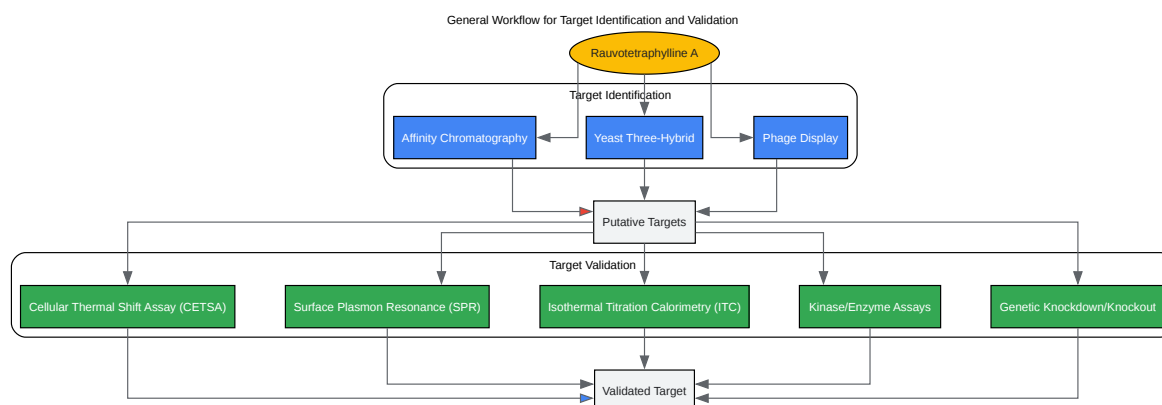 General Workflow for Target Identification and Validation
Rauvotetraphylline A
Target Identification
Affinity Chromatography
Yeast Three-Hybrid
Phage Display
Putative Targets
Target Validation
Cellular Thermal Shift Assay (CETSA)
Surface Plasmon Resonance (SPR)
Isothermal Titration Calorimetry (ITC)
Kinase/Enzyme Assays
Genetic Knockdown/Knockout
Validated Target